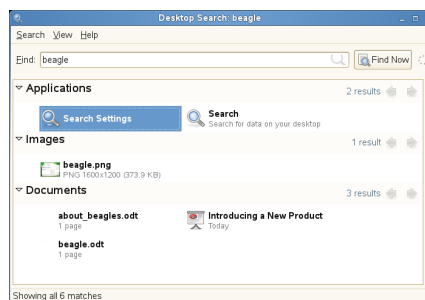 Desktop Search: beagle
Search View Help
Find: beagle Find Now
Applications 2 results
Search Settings
Search
Search for data on your desktop
Images 1 result
beagle.png
PNG 1600x1200 (373.9 KB)
Documents 3 results
about_beagles.odt
1 page
Introducing a New Product
Today
beagle.odt
1 page
Showing all 6 matches